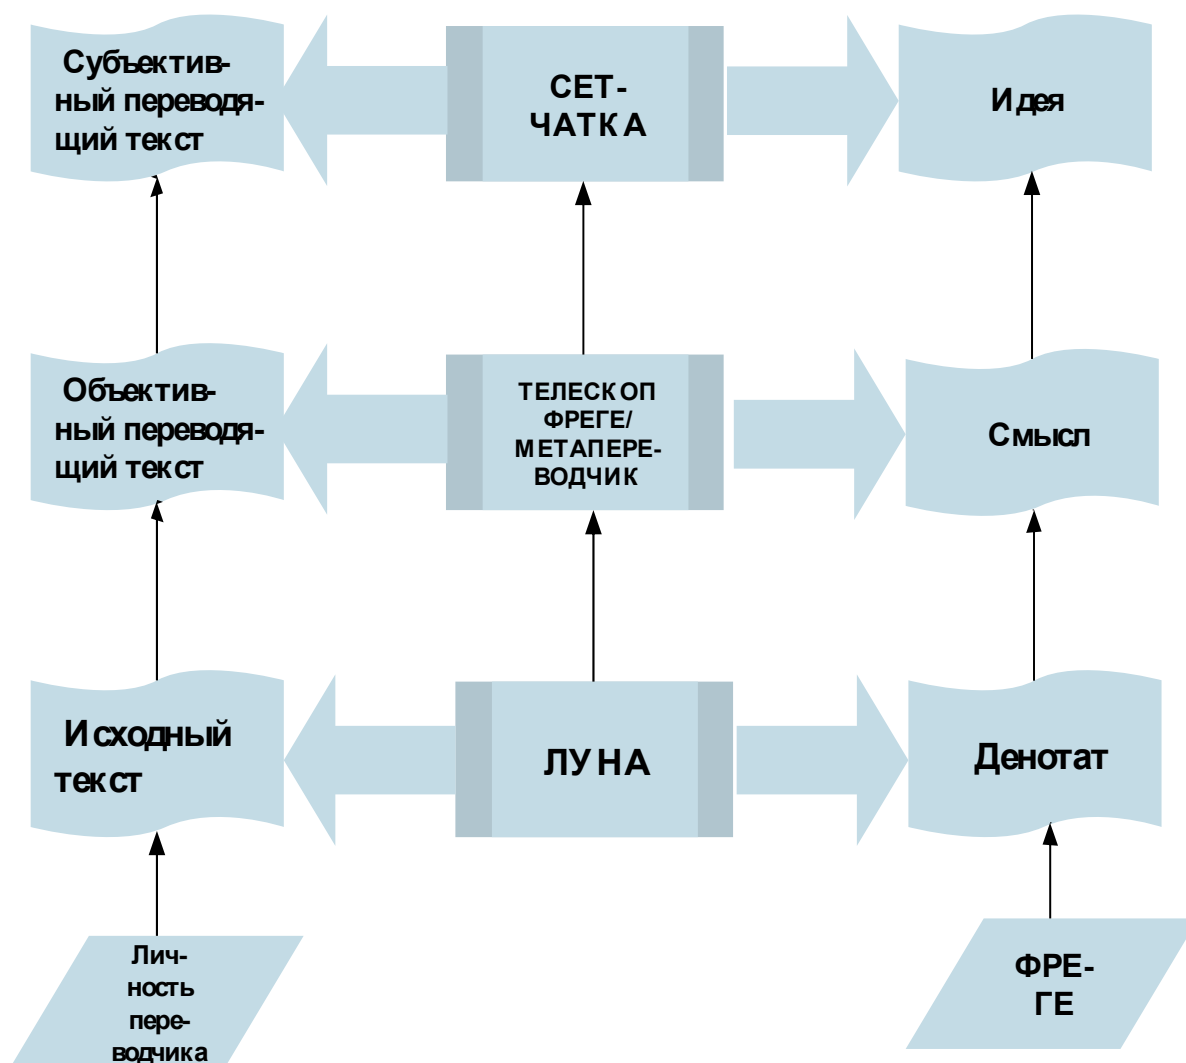 Субъектив-
ный переводя-
щий текст
СЕТ-
ЧАТКА
Идея
Объектив-
ный переводя-
щий текст
ТЕЛЕСКОП
ФРЕГЕ/
МЕТАПЕРЕ-
ВОДЧИК
Смысл
Исходный
текст
ЛУНА
Денотат
Лич-
ность
пере-
водчика
ФРЕ-
ГЕ